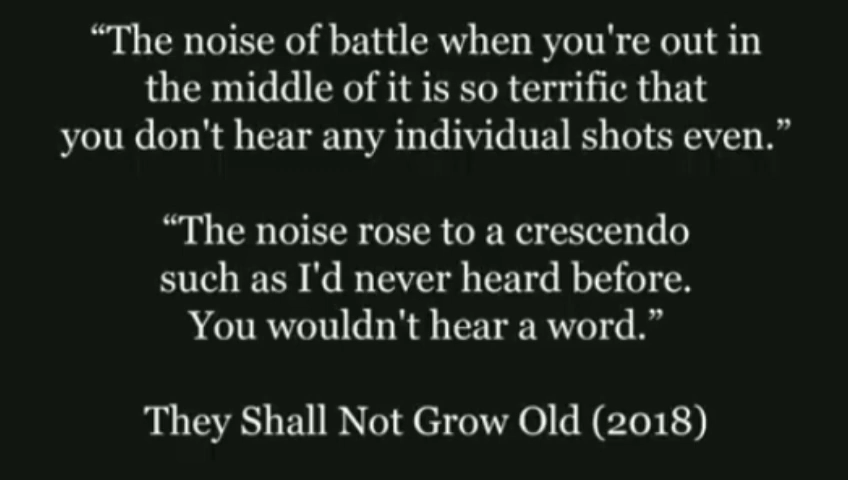 “The noise of battle when you're out in
the middle of it is so terrific that
you don't hear any individual shots even.”
“The noise rose to a crescendo
such as I'd never heard before.
You wouldn't hear a word.”
They Shall Not Grow Old (2018)